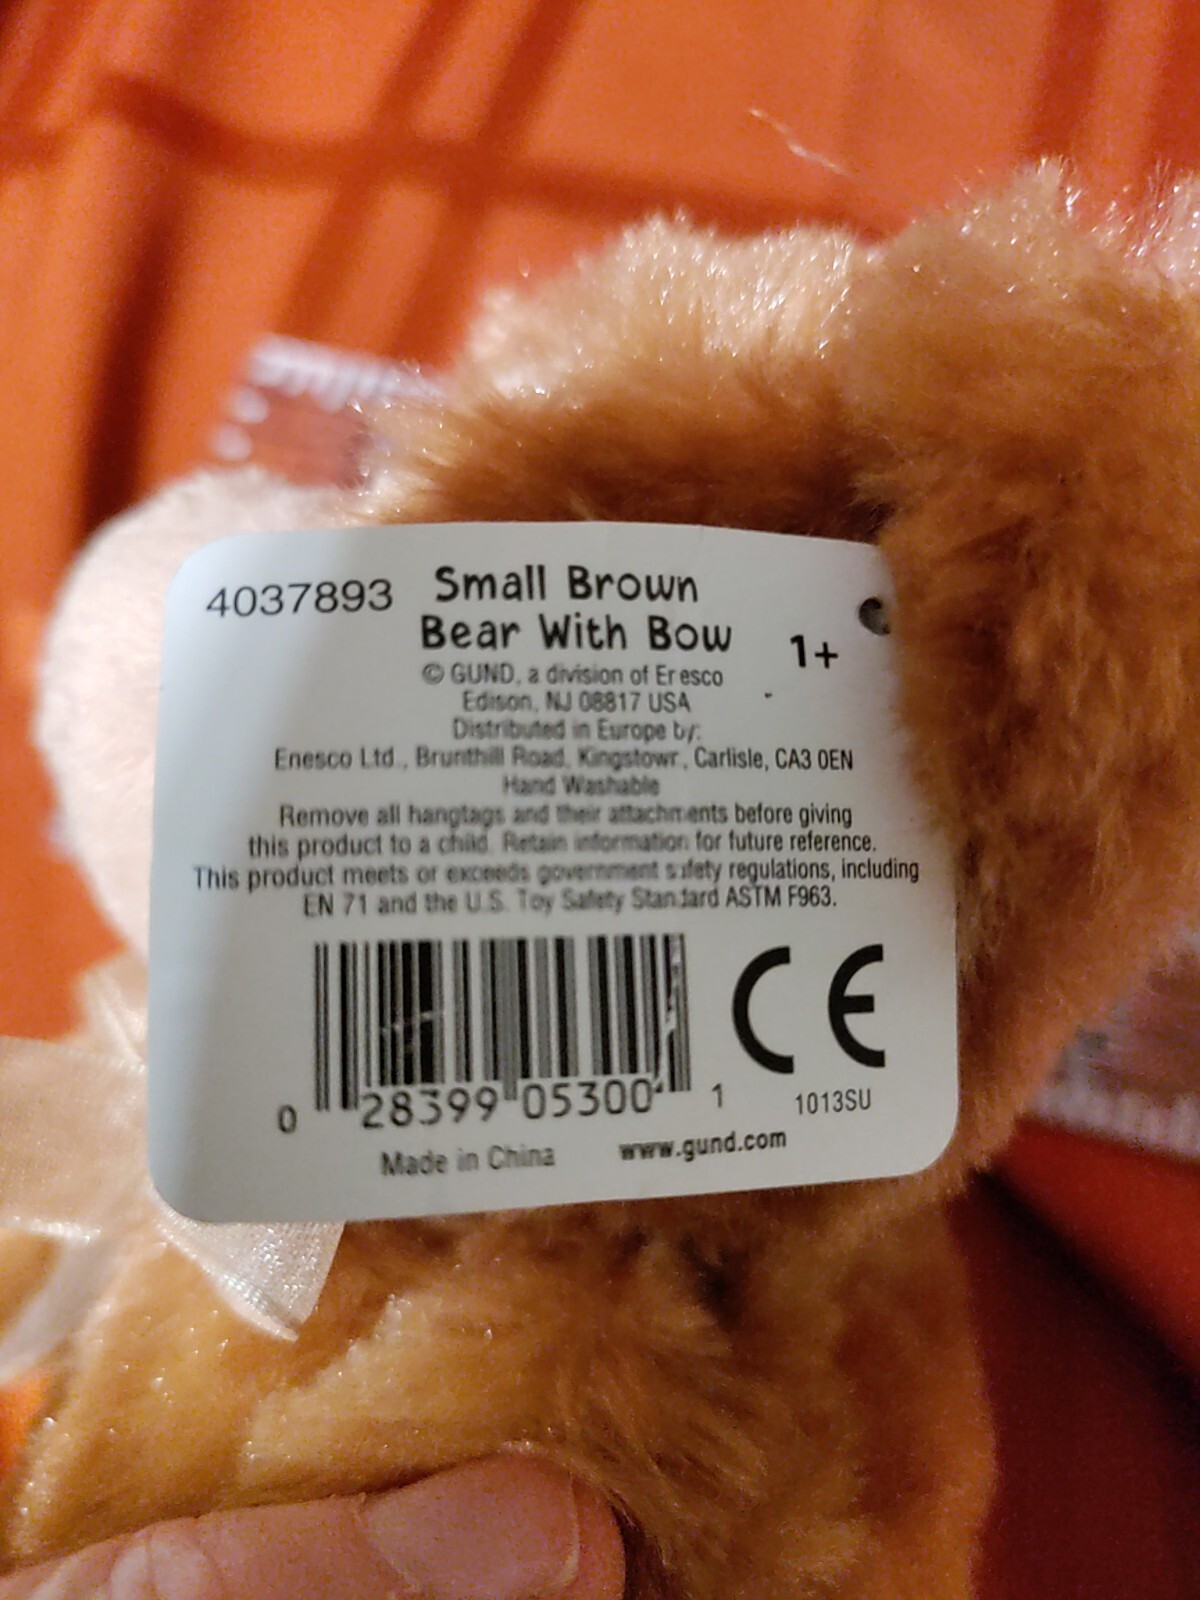 4037893 Small Brown
Bear With Bow
1+
© GUND, a division of Enesco
Edison, NJ 08817 USA
Distributed in Europe by:
Enesco Ltd., Brunthill Road, Kingstown, Carlisle, CA3 0EN
Hand Washable
Remove all hangtags and their attachments before giving
this product to a child. Retain information for future reference.
This product meets or exceeds government safety regulations, including
EN 71 and the U.S. Toy Safety Standard ASTM F963.
CE
0 28399 05300 1
1013SU
Made in China
www.gund.com